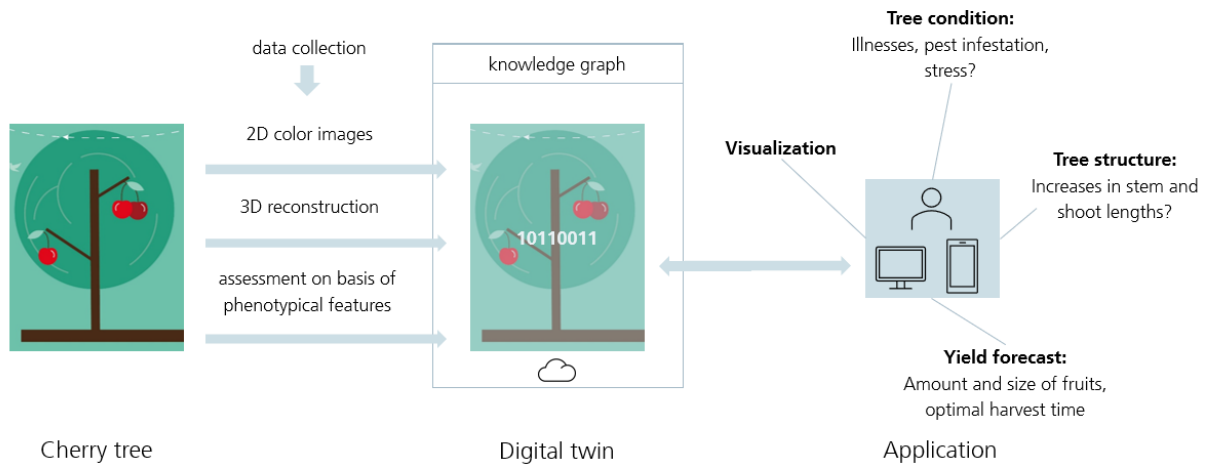 data collection
2D color images
3D reconstruction
assessment on basis of
phenotypical features
Cherry tree
knowledge graph
10110011
Digital twin
Visualization
Tree condition:
Illnesses, pest infestation,
stress?
Tree structure:
Increases in stem and
shoot lengths?
Yield forecast:
Amount and size of fruits,
optimal harvest time
Application